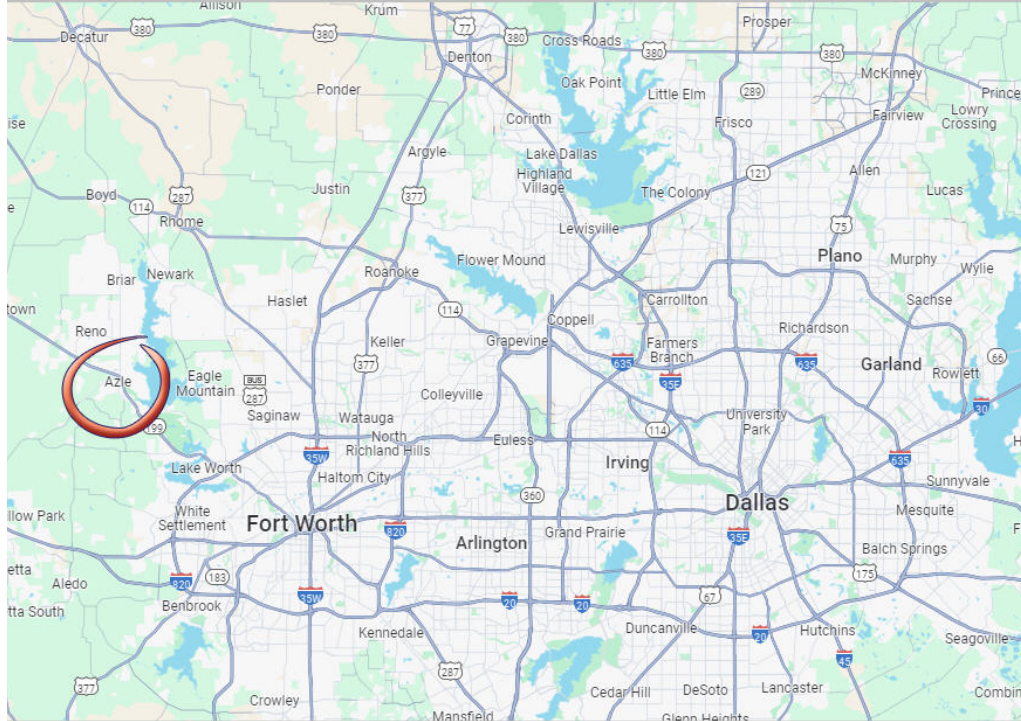 Allison
Krum
Prosper
Decatur
380
380
77
380
Cross Roads
380
Denton
McKinney
Ponder
Oak Point
Little Elm
289
Prince
Corinth
Frisco
Fairview
Lowry
Crossing
ise
Argyle
Lake Dallas
Highland
Village
121
Allen
Boyd
114
287
Justin
377
The Colony
Lucas
e
Rhome
Lewisville
75
Briar
Newark
Roanoke
Flower Mound
Plano
Murphy
Wylie
town
Haslet
114
Carrollton
Sachse
Reno
Keller
Grapevine
Coppell
Farmers
Branch
Richardson
377
635
635
66
Azle
Eagle
Mountain
BUS
287
Colleyville
35E
Garland
Rowlett
Saginaw
Watauga
University
Park
30
199
North
Richland Hills
Euless
114
35W
Irving
635
Lake Worth
Haltom City
Sunnyvale
360
llow Park
White
Settlement
Fort Worth
820
Grand Prairie
Dallas
Mesquite
Arlington
35E
Balch Springs
etta
Aledo
820
183
35W
20
20
67
175
tta South
Benbrook
Kennedale
Duncanville
20
Hutchins
Seagoville
45
377
287
Cedar Hill
DeSoto
Lancaster
Crowley
Mansfield
Glenn Heights
Combin
F
H